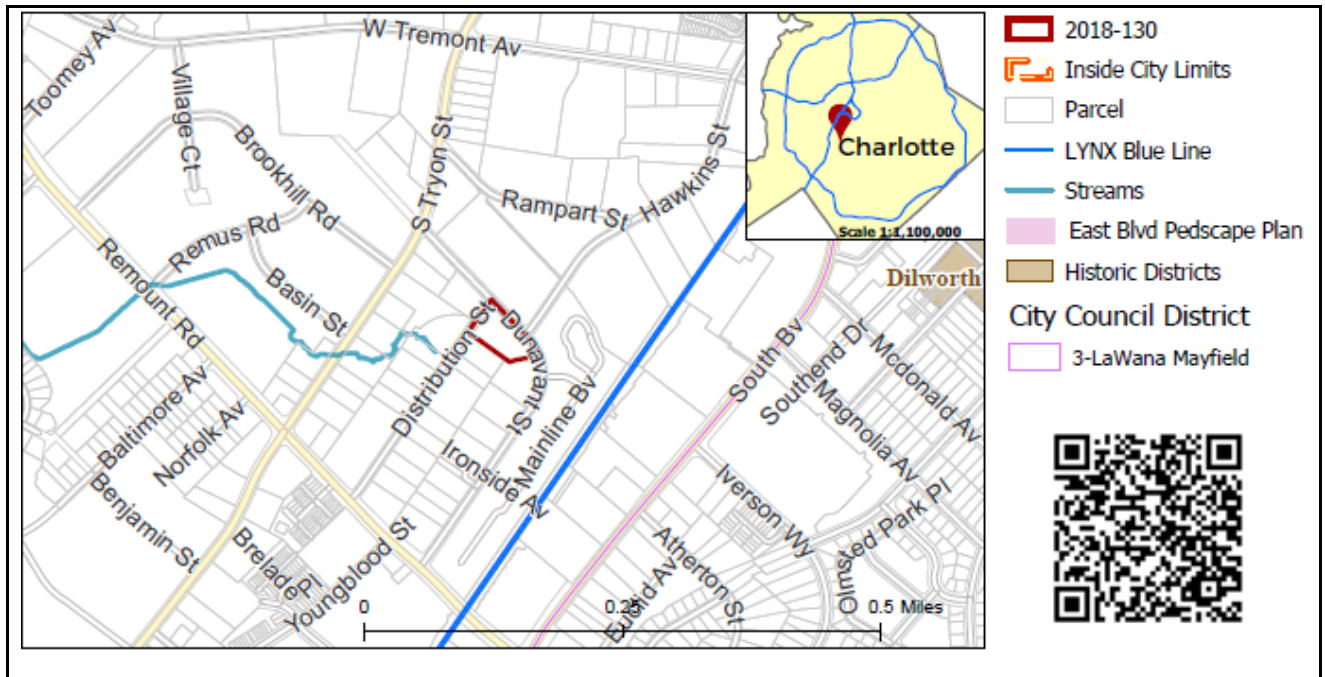 W Tremont Av
Toomey Av
Village Ct
Brookhill Rd
S Tryon St
Rampart St
Hawkins St
Remus Rd
Remount Rd
Basin St
Distribution St
Dunavant St
Mainline Bv
Ironside Av
Baltimore Av
Norfolk Av
Benjamin St
Brelade Pl
Youngblood St
South Bv
Southend Dr
Mcdonald Av
Magnolia Av
Iverson Wy
Olmsted Park Pl
Atherton St
Euclid Av
Dilworth
Charlotte
Scale 1:1,100,000
0
0.25
0.5 Miles
2018-130
Inside City Limits
Parcel
LYNX Blue Line
Streams
East Blvd Pedscape Plan
Historic Districts
City Council District
3-LaWana Mayfield